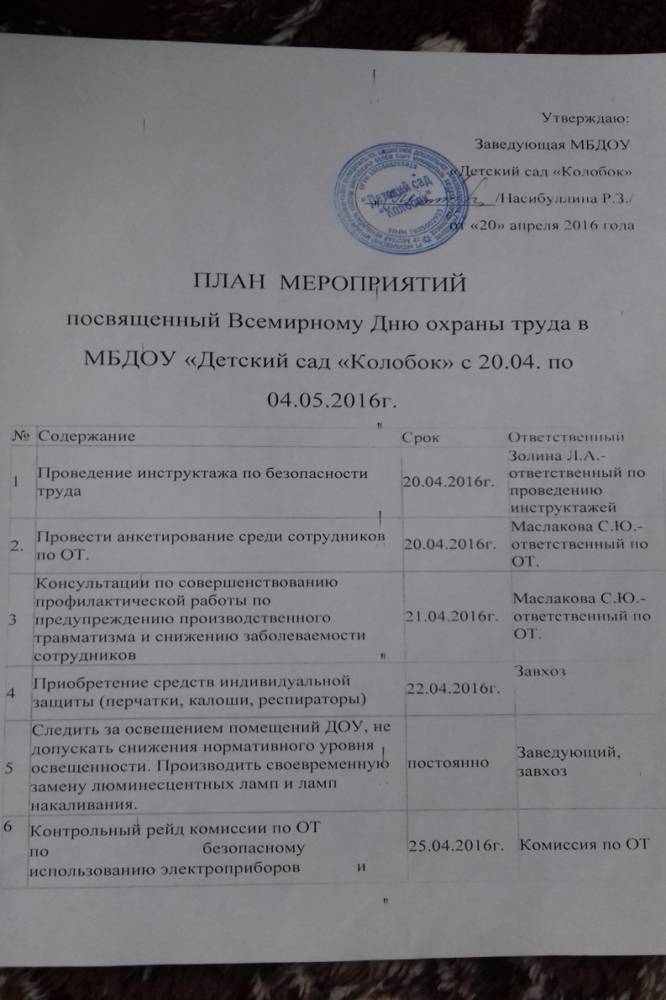 Утверждаю:
Заведующая МБДОУ
«Детский сад «Колобок»
/Насибуллина Р.З./
от «20» апреля 2016 года
"Детский сад
"Колобок"
ПЛАН МЕРОПРИЯТИЙ
посвященный Всемирному Дню охраны труда в
МБДОУ «Детский сад «Колобок» с 20.04. по
04.05.2016г.
№ Содержание Срок Ответственный
1 Проведение инструктажа по безопасности
труда
20.04.2016г.
Золина Л.А.-
ответственный по
проведению
инструктажей
2. Провести анкетирование среди сотрудников
по ОТ.
20.04.2016г.
Маслакова С.Ю.-
ответственный по
ОТ.
3 Консультации по совершенствованию
профилактической работы по
предупреждению производственного
травматизма и снижению заболеваемости
сотрудников
21.04.2016г.
Маслакова С.Ю.-
ответственный по
ОТ.
4 Приобретение средств индивидуальной
защиты (перчатки, калоши, респираторы)
22.04.2016г.
Завхоз
5 Следить за освещением помещений ДОУ, не
допускать снижения нормативного уровня
освещенности. Производить своевременную
замену люминесцентных ламп и ламп
накаливания.
постоянно
Заведующий,
завхоз
6 Контрольный рейд комиссии по ОТ
по безопасному
использованию электроприборов и
25.04.2016г.
Комиссия по ОТ